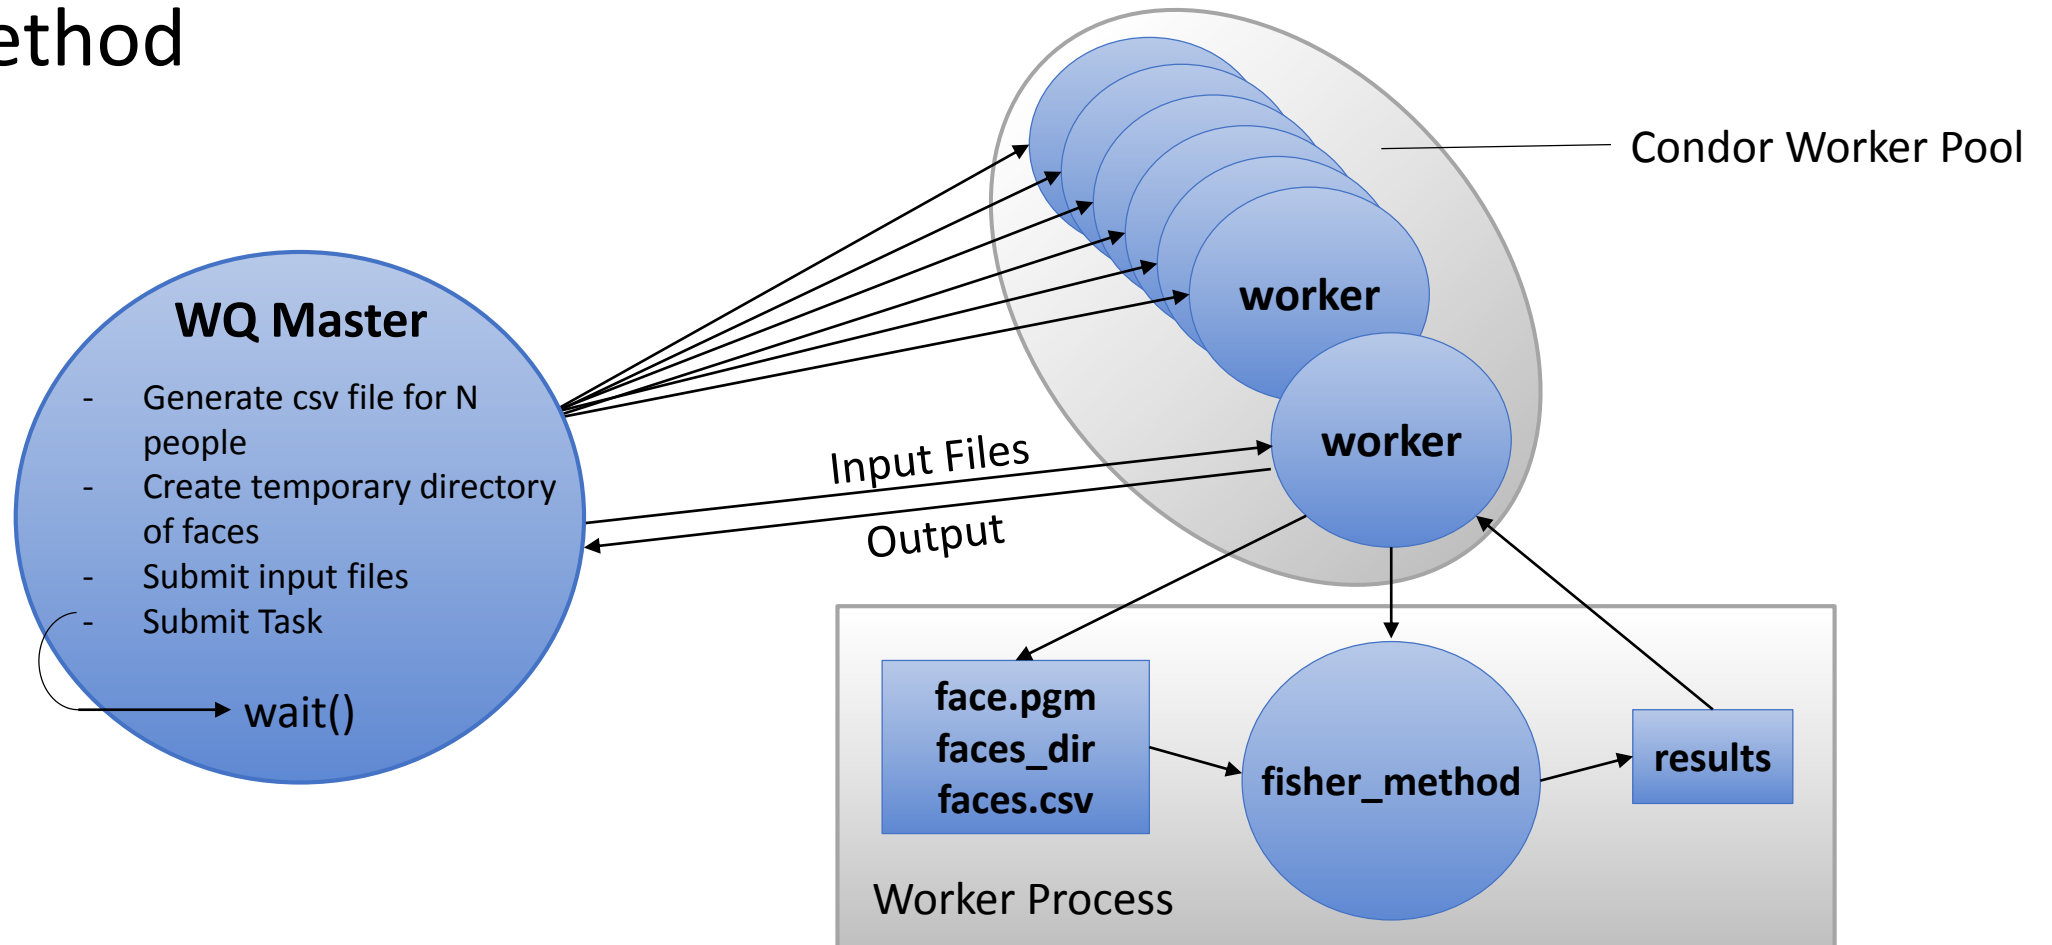 ethod
Condor Worker Pool
WQ Master
- Generate csv file for N
people
- Create temporary directory
of faces
- Submit input files
- Submit Task
wait()
worker
worker
Input Files
Output
face.pgm
faces_dir
faces.csv
fisher_method
results
Worker Process